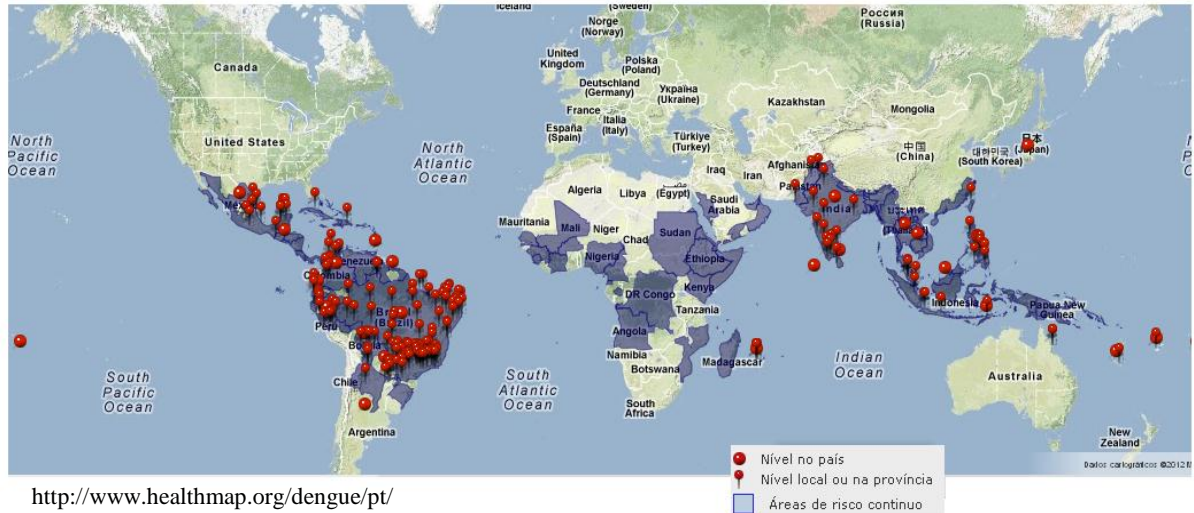 Iceland
(Sweden)
Norge
(Norway)
Россия
(Russia)
Canada
United
Kingdom
Polska
(Poland)
Deutschland
(Germany)
Україна
(Ukraine)
Kazakhstan
Mongolia
France
Italia
(Italy)
España
(Spain)
Türkiye
(Turkey)
United States
North
Pacific
Ocean
North
Atlantic
Ocean
中国
(China)
대한민국
(South Korea)
日本
(Japan)
Iraq
Iran
Algeria
Libya
(Egypt)
Saudi
Arabia
India
Mauritania
Mali
Niger
Chad
Sudan
Nigeria
Ethiopia
DR Congo
Kenya
Tanzania
Angola
Namibia
Botswana
Madagascar
South
Africa
(Brazil)
Peru
Chile
Argentina
Indonesia
Papua New
Guinea
Indian
Ocean
Australia
New
Zealand
South
Pacific
Ocean
South
Atlantic
Ocean
Dados cartográficos ©2012
Nível no país
Nível local ou na província
Áreas de risco continuo
http://www.healthmap.org/dengue/pt/